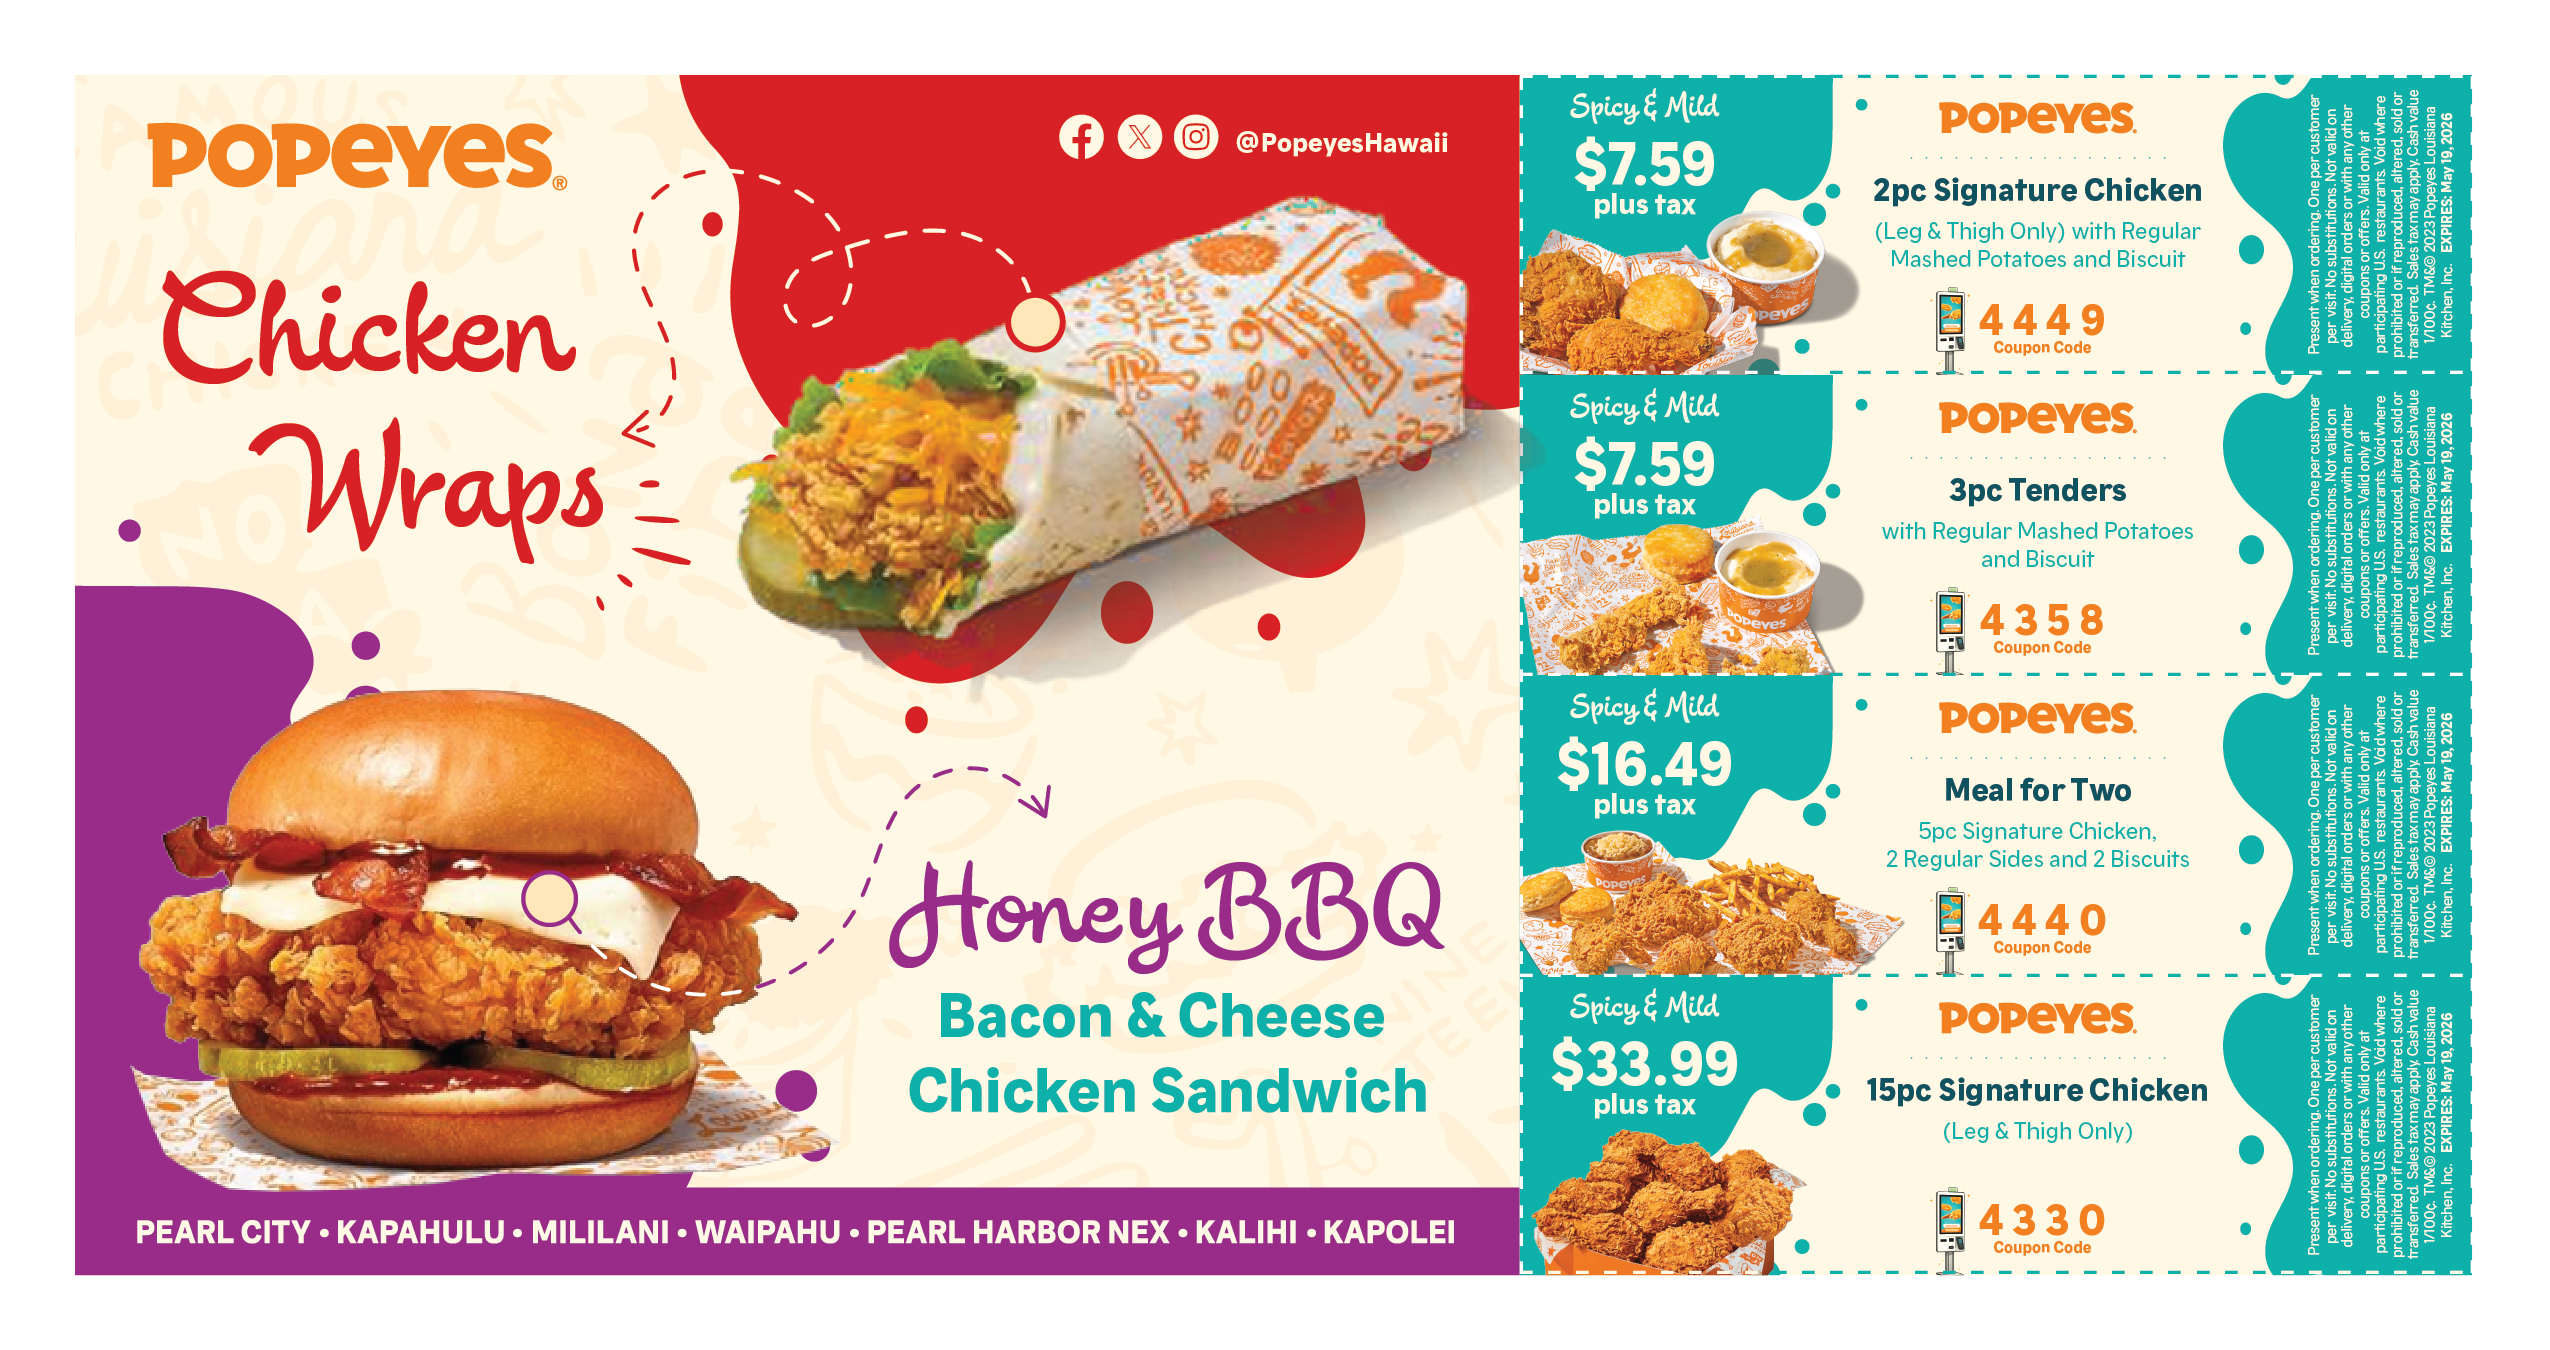 POPEYES®
@PopeyesHawaii
Chicken
Wraps
Honey BBQ
Bacon & Cheese
Chicken Sandwich
PEARL CITY • KAPAHULU • MILILANI • WAIPAHU • PEARL HARBOR NEX • KALIHI • KAPOLEI
Spicy & Mild
$7.59
plus tax
POPEYES.
2pc Signature Chicken
(Leg & Thigh Only) with Regular
Mashed Potatoes and Biscuit
4449
Coupon Code
Present when ordering. One per customer
per visit. No substitutions. Not valid on
delivery, digital orders or with any other
coupons or offers. Valid only at
participating U.S. restaurants. Void where
prohibited or if reproduced, altered, sold or
transferred. Sales tax may apply. Cash value
1/100¢. TM&© 2023 Popeyes Louisiana
Kitchen, Inc. EXPIRES: May 19, 2026
Spicy & Mild
$7.59
plus tax
POPEYES.
3pc Tenders
with Regular Mashed Potatoes
and Biscuit
4358
Coupon Code
Present when ordering. One per customer
per visit. No substitutions. Not valid on
delivery, digital orders or with any other
coupons or offers. Valid only at
participating U.S. restaurants. Void where
prohibited or if reproduced, altered, sold or
transferred. Sales tax may apply. Cash value
1/100¢. TM&© 2023 Popeyes Louisiana
Kitchen, Inc. EXPIRES: May 19, 2026
Spicy & Mild
$16.49
plus tax
POPEYES.
Meal for Two
5pc Signature Chicken,
2 Regular Sides and 2 Biscuits
4440
Coupon Code
Present when ordering. One per customer
per visit. No substitutions. Not valid on
delivery, digital orders or with any other
coupons or offers. Valid only at
participating U.S. restaurants. Void where
prohibited or if reproduced, altered, sold or
transferred. Sales tax may apply. Cash value
1/100¢. TM&© 2023 Popeyes Louisiana
Kitchen, Inc. EXPIRES: May 19, 2026
Spicy & Mild
$33.99
plus tax
POPEYES.
15pc Signature Chicken
(Leg & Thigh Only)
4330
Coupon Code
Present when ordering. One per customer
per visit. No substitutions. Not valid on
delivery, digital orders or with any other
coupons or offers. Valid only at
participating U.S. restaurants. Void where
prohibited or if reproduced, altered, sold or
transferred. Sales tax may apply. Cash value
1/100¢. TM&© 2023 Popeyes Louisiana
Kitchen, Inc. EXPIRES: May 19, 2026